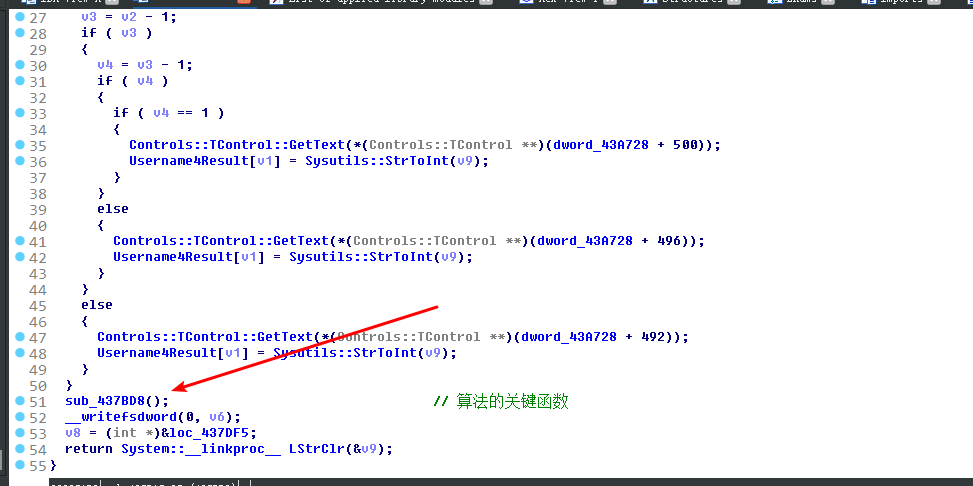 27 v3 = v2 - 1;
28 if ( v3 )
29 {
30 v4 = v3 - 1;
31 if ( v4 )
32 {
33 if ( v4 == 1 )
34 {
35 Controls::TControl::GetText(*(Controls::TControl **)(dword_43A728 + 500));
36 Username4Result[v1] = Sysutils::StrToInt(v9);
37 }
38 }
39 else
40 {
41 Controls::TControl::GetText(*(Controls::TControl **)(dword_43A728 + 496));
42 Username4Result[v1] = Sysutils::StrToInt(v9);
43 }
44 }
45 else
46 {
47 Controls::TControl::GetText(*(Controls::TControl **)(dword_43A728 + 492));
48 Username4Result[v1] = Sysutils::StrToInt(v9);
49 }
50 }
51 sub_437BD8(); // 算法的关键函数
52 __writefsdword(0, v6);
53 v8 = (int *)&loc_437DF5;
54 return System::__linkproc__ LStrClr(&v9);
55 }